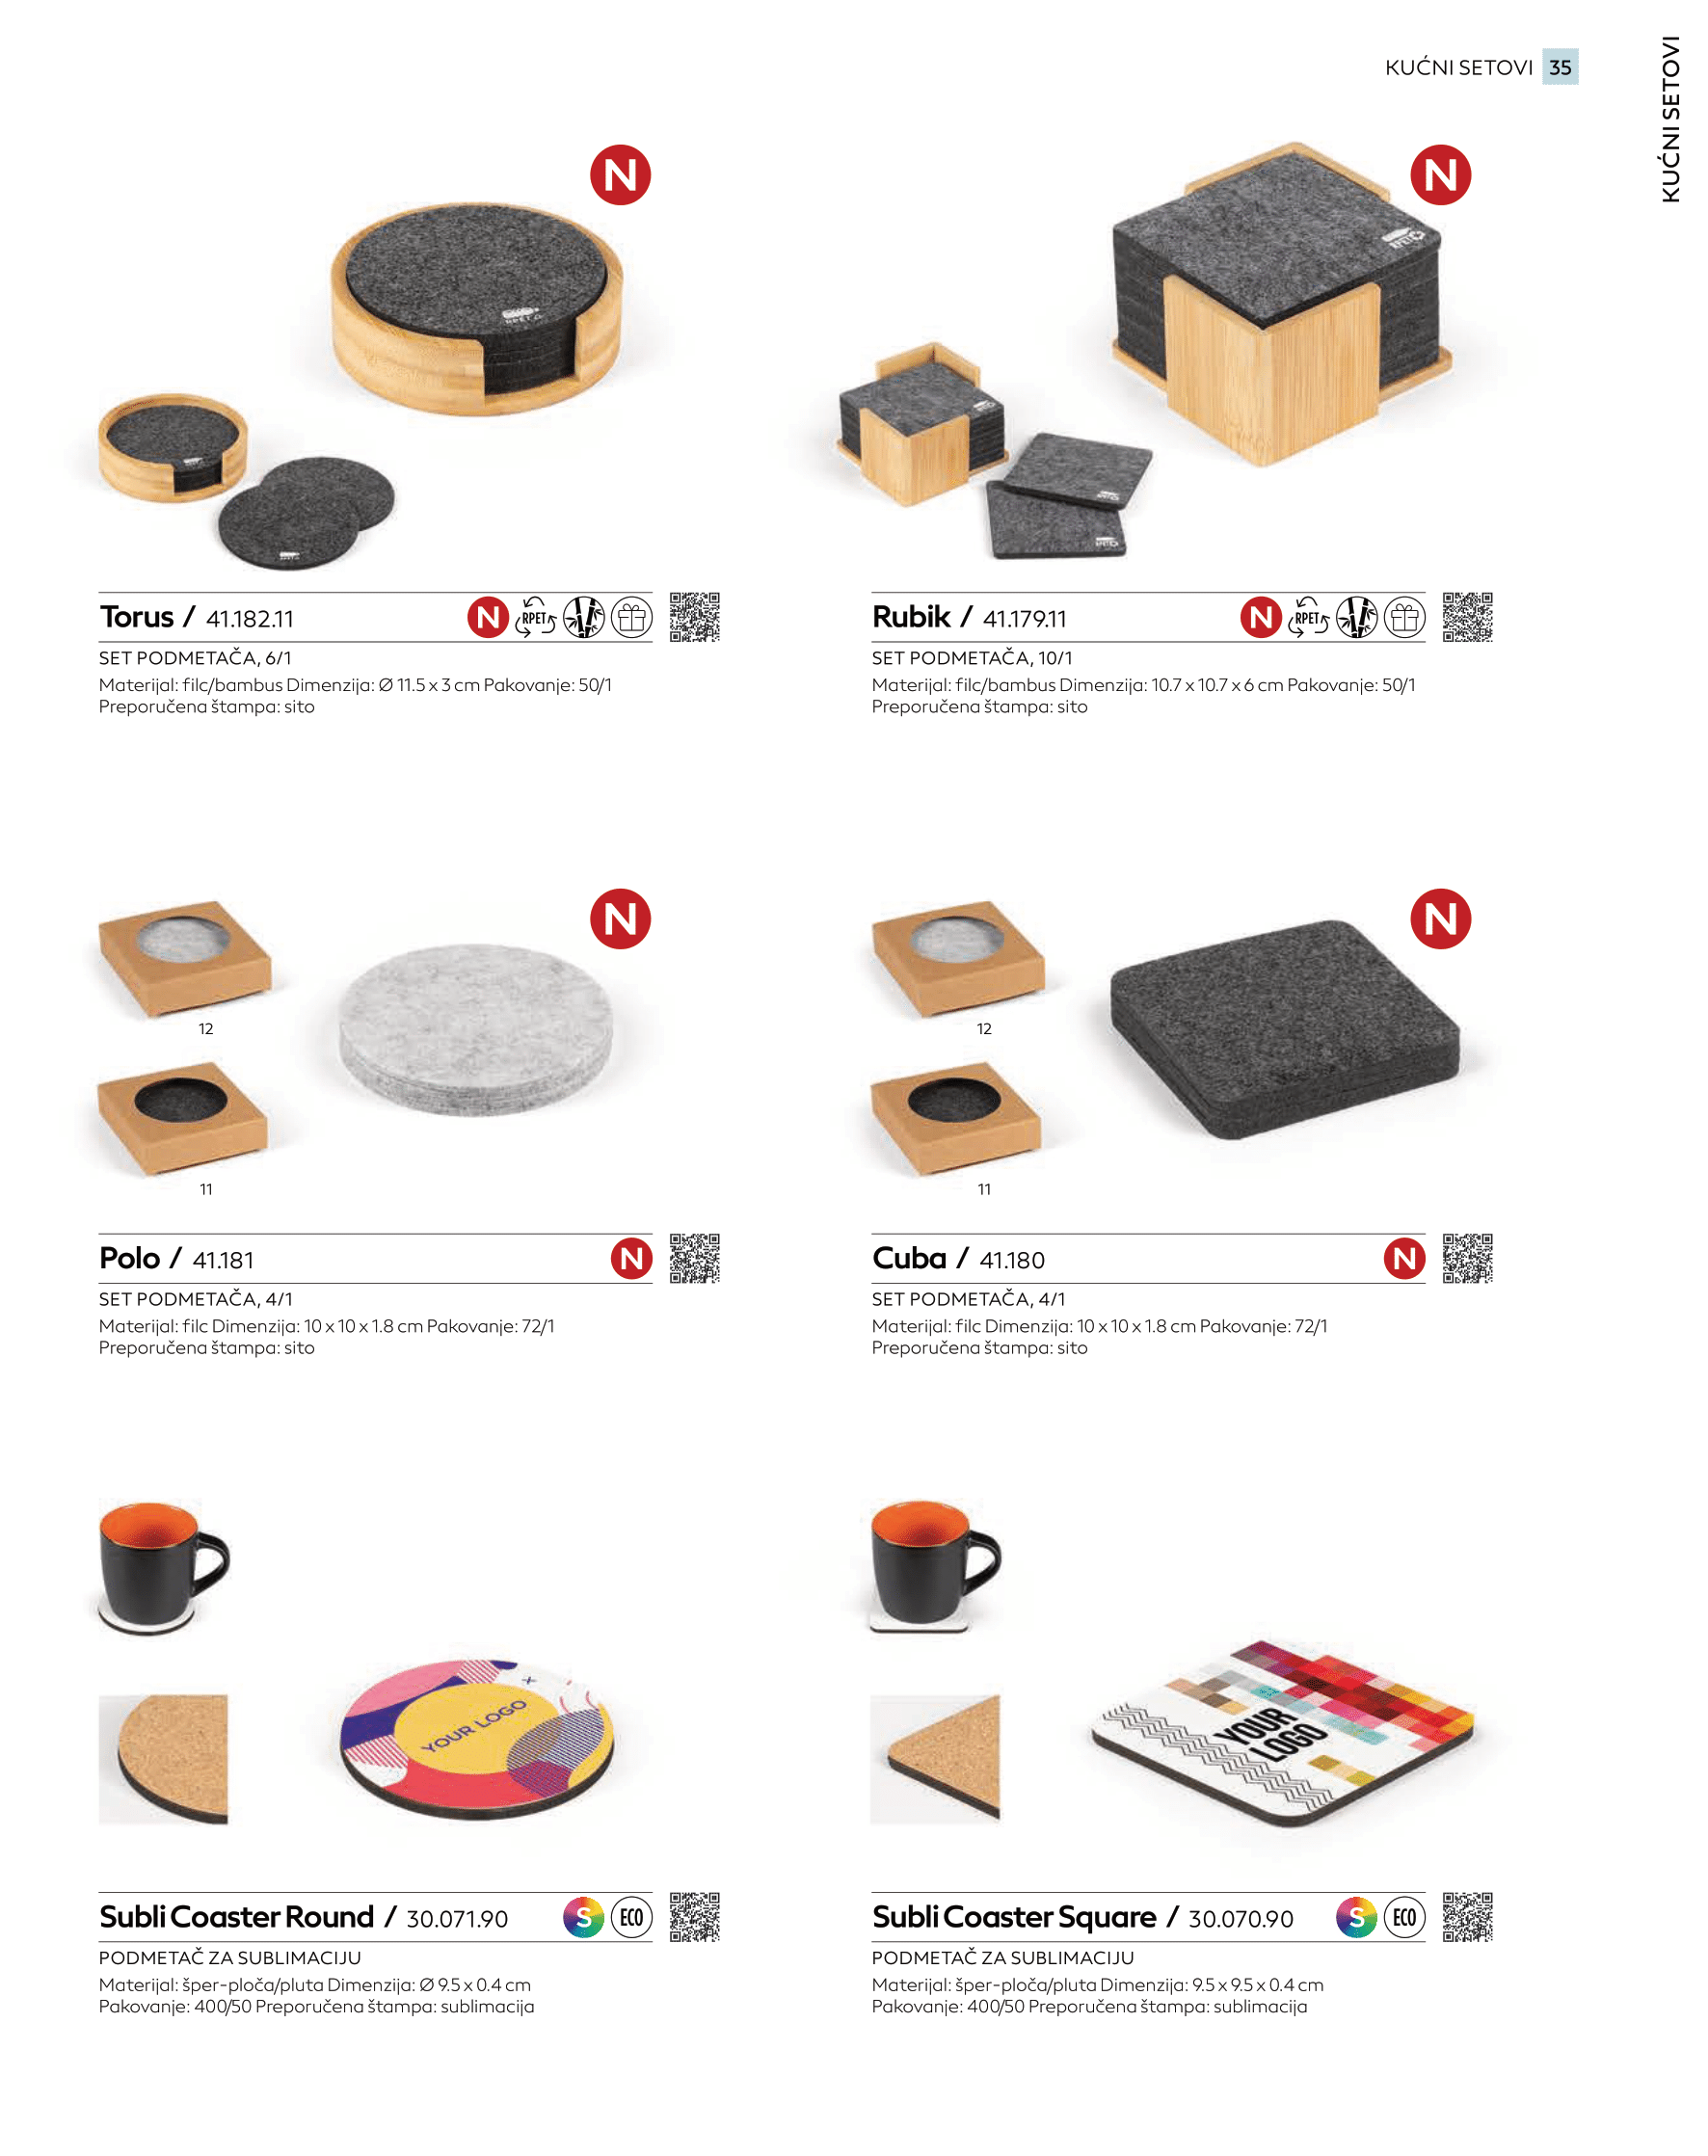 KUĆNI SETOVI 35
KUĆNI SETOVI
N
N
RPET
RPET
RPET
RPET
Torus / 41.182.11
N RPET
SET PODMETAČA, 6/1
Materijal: filc/bambus Dimenzija: Ø 11.5 x 3 cm Pakovanje: 50/1
Preporučena štampa: sito
Rubik / 41.179.11
N RPET
SET PODMETAČA, 10/1
Materijal: filc/bambus Dimenzija: 10.7 x 10.7 x 6 cm Pakovanje: 50/1
Preporučena štampa: sito
N
12
11
N
12
11
Polo / 41.181
N
SET PODMETAČA, 4/1
Materijal: filc Dimenzija: 10 x 10 x 1.8 cm Pakovanje: 72/1
Preporučena štampa: sito
Cuba / 41.180
N
SET PODMETAČA, 4/1
Materijal: filc Dimenzija: 10 x 10 x 1.8 cm Pakovanje: 72/1
Preporučena štampa: sito
YOUR LOGO
YOUR
LOGO
Subli Coaster Round / 30.071.90
S ECO
PODMETAČ ZA SUBLIMACIJU
Materijal: šper-ploča/pluta Dimenzija: Ø 9.5 x 0.4 cm
Pakovanje: 400/50 Preporučena štampa: sublimacija
Subli Coaster Square / 30.070.90
S ECO
PODMETAČ ZA SUBLIMACIJU
Materijal: šper-ploča/pluta Dimenzija: 9.5 x 9.5 x 0.4 cm
Pakovanje: 400/50 Preporučena štampa: sublimacija